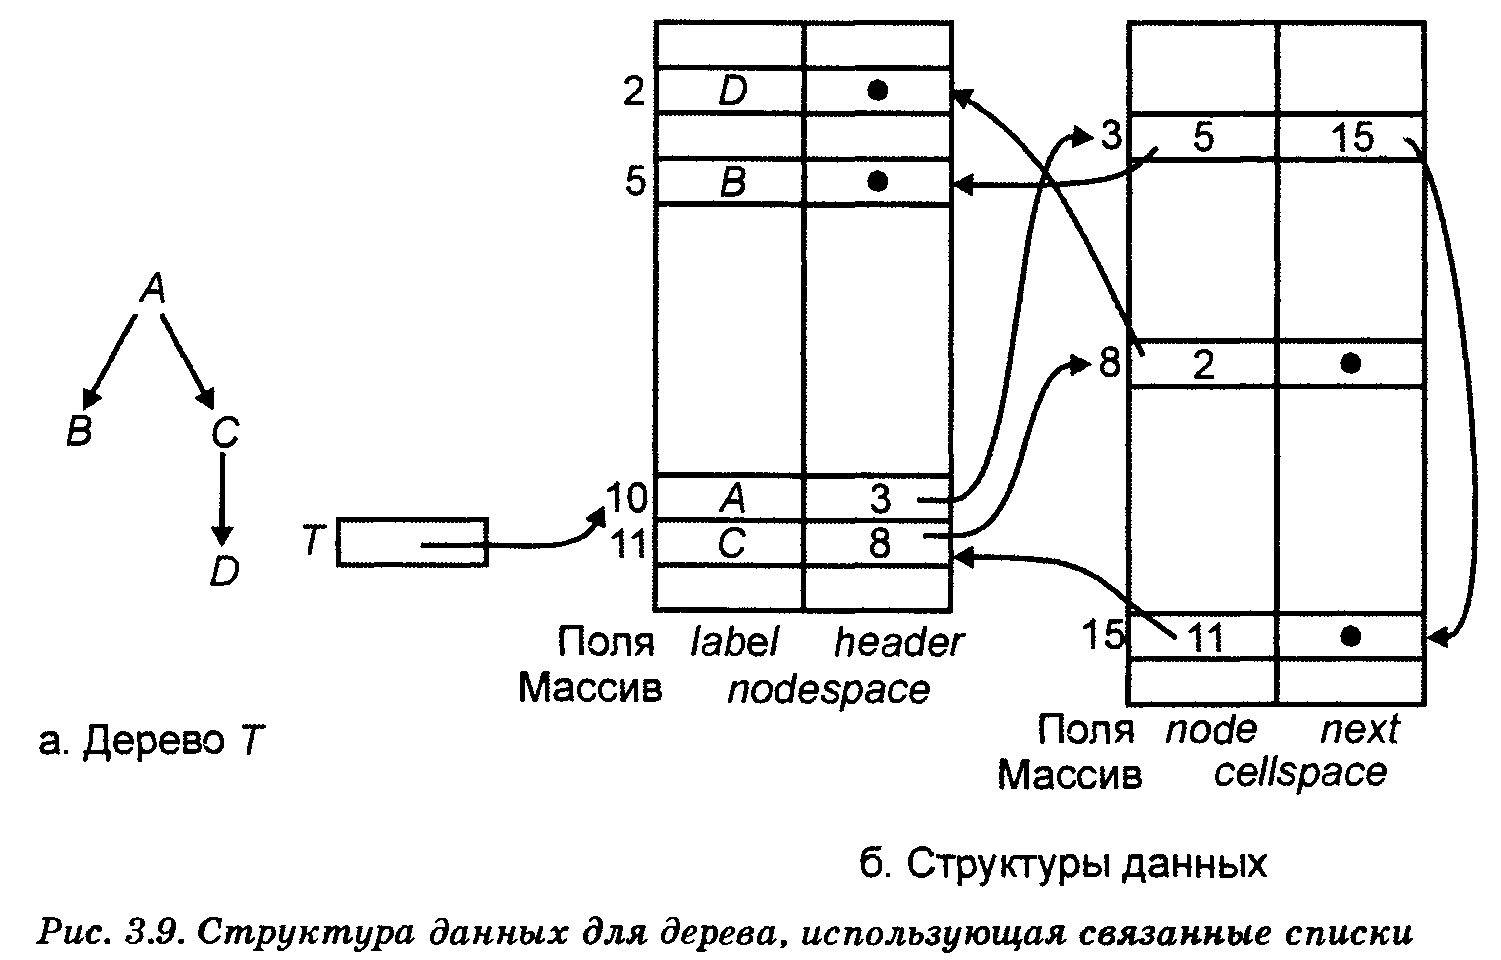 2 D •
3 5 15
5 B •
A
B C
8 2 •
10 A 3
T
11 C 8
D
15 11 •
Поля label header
Массив nodespace
а. Дерево T
Поля node next
Массив cellspace
б. Структуры данных
Рис. 3.9. Структура данных для дерева, использующая связанные списки